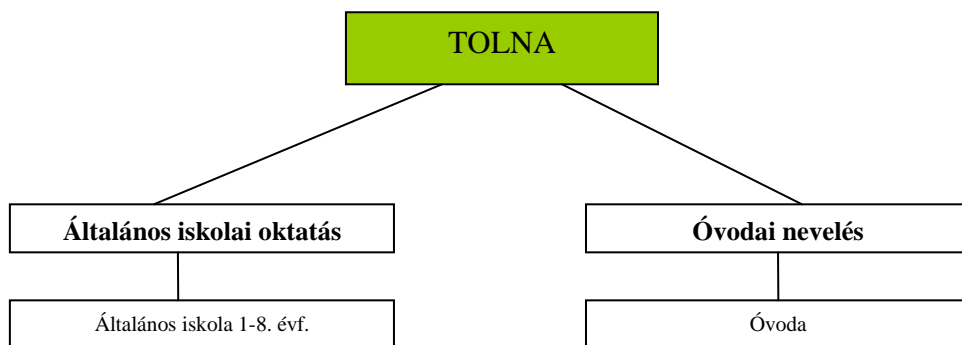 TOLNA
Általános iskolai oktatás
Óvodai nevelés
Általános iskola 1-8. évf.
Óvoda